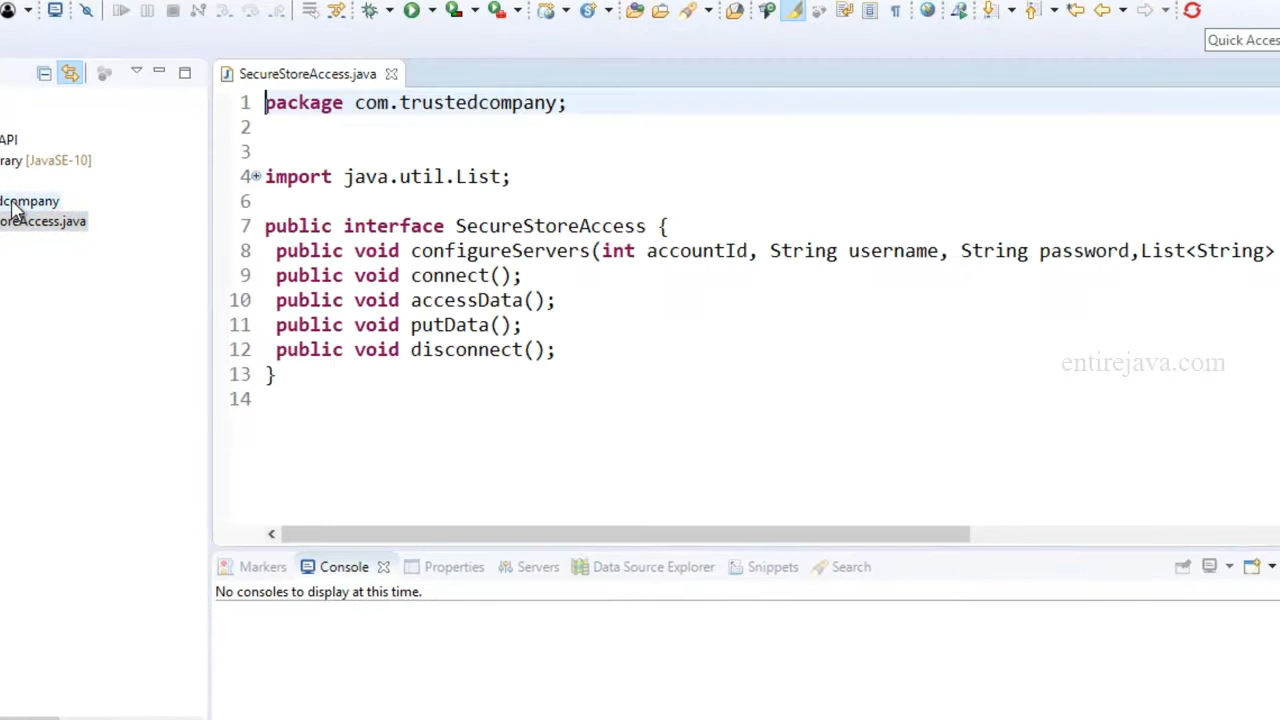 Quick Acces
SecureStoreAccess.java
API
rary [JavaSE-10]
dcompany
oreAccess.java
1 package com.trustedcompany;
2
3
4 import java.util.List;
6
7 public interface SecureStoreAccess {
8 public void configureServers(int accountId, String username, String password,List<String>
9 public void connect();
10 public void accessData();
11 public void putData();
12 public void disconnect();
13 }
14
entirejava.com
Markers Console Properties Servers Data Source Explorer Snippets Search
No consoles to display at this time.